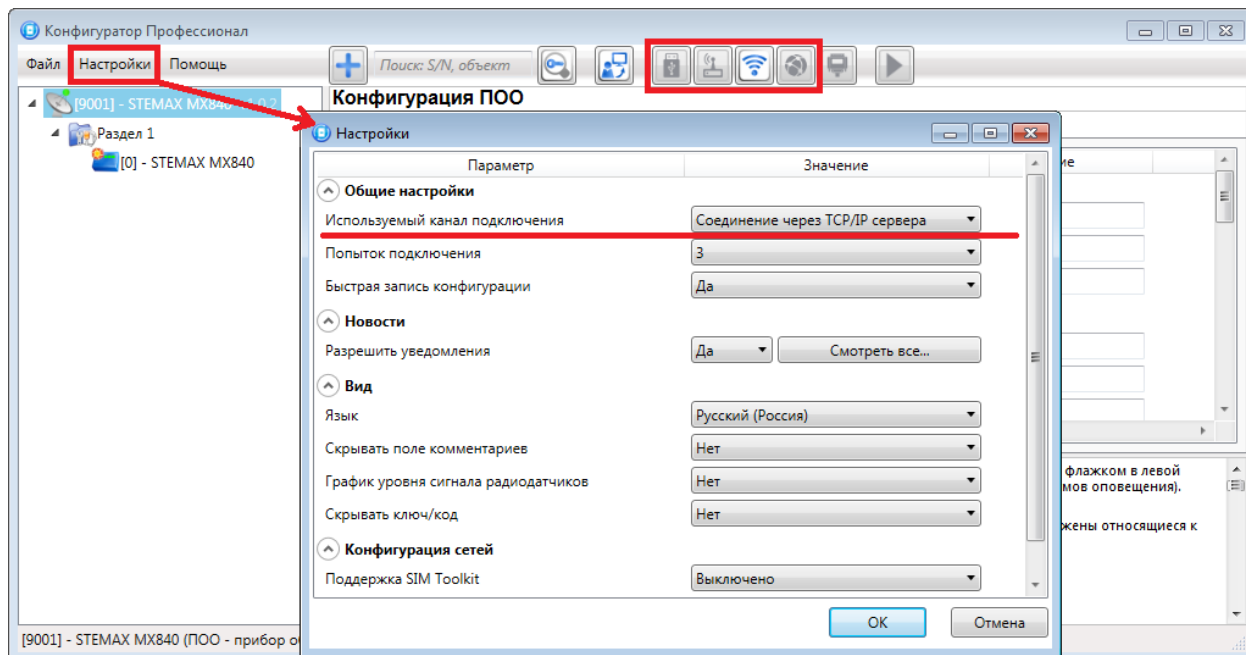 Конфигуратор Профессионал
Файл Настройки Помощь
Поиск: S/N, объект
[9001] - STEMAX MX840
Конфигурация ПОО
Раздел 1
[0] - STEMAX MX840
Настройки
Параметр Значение
Общие настройки
Используемый канал подключения Соединение через TCP/IP сервера
Попыток подключения 3
Быстрая запись конфигурации Да
Новости
Разрешить уведомления Да Смотреть все...
Вид
Язык Русский (Россия)
Скрывать поле комментариев Нет
График уровня сигнала радиодатчиков Нет
Скрывать ключ/код Нет
Конфигурация сетей
Поддержка SIM Toolkit Выключено
OK Отмена
ие
флажком в левой
мов оповещения).
жены относящиеся к
[9001] - STEMAX MX840 (ПОО - прибор о